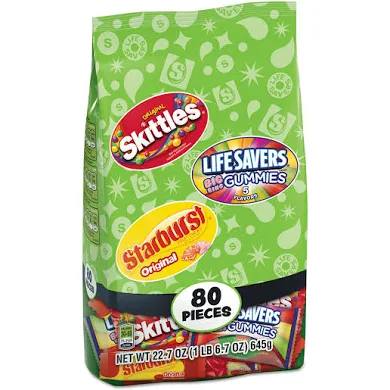 ORIGINAL
Skittles
LIFE SAVERS
BIG RING GUMMIES
5
FLAVORS
Starburst
Original
80
PIECES
Skittles
LIFE SAVERS
GUMMIES
NET WT 22.7 OZ (1 LB 6.7 OZ) 645g